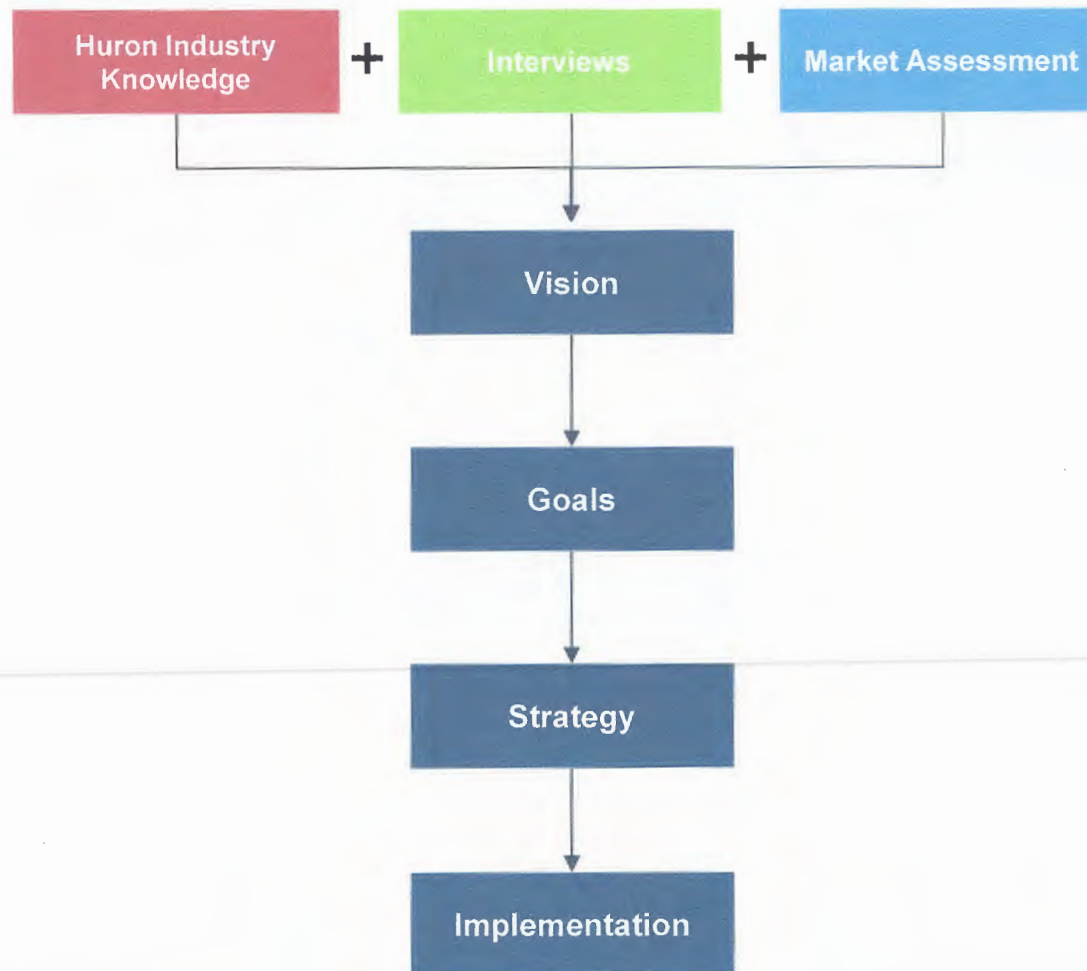 Huron Industry
Knowledge
+
Interviews
+
Market Assessment
Vision
Goals
Strategy
Implementation